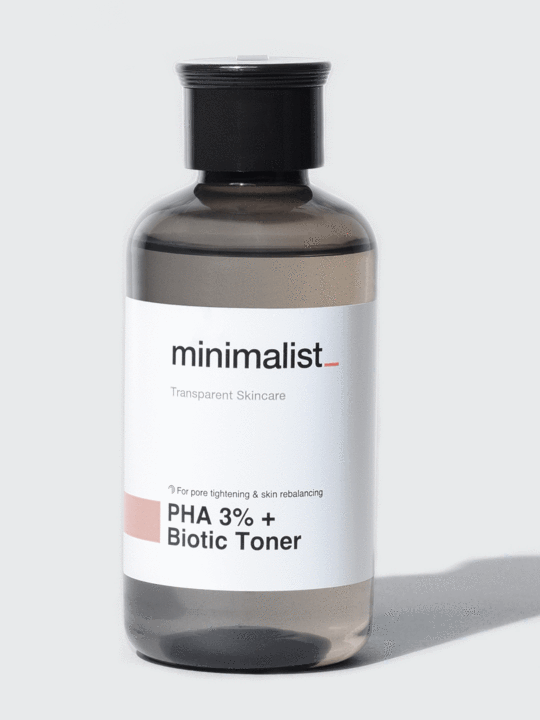 minimalist_
Transparent Skincare
For pore tightening & skin rebalancing
PHA 3% +
Biotic Toner